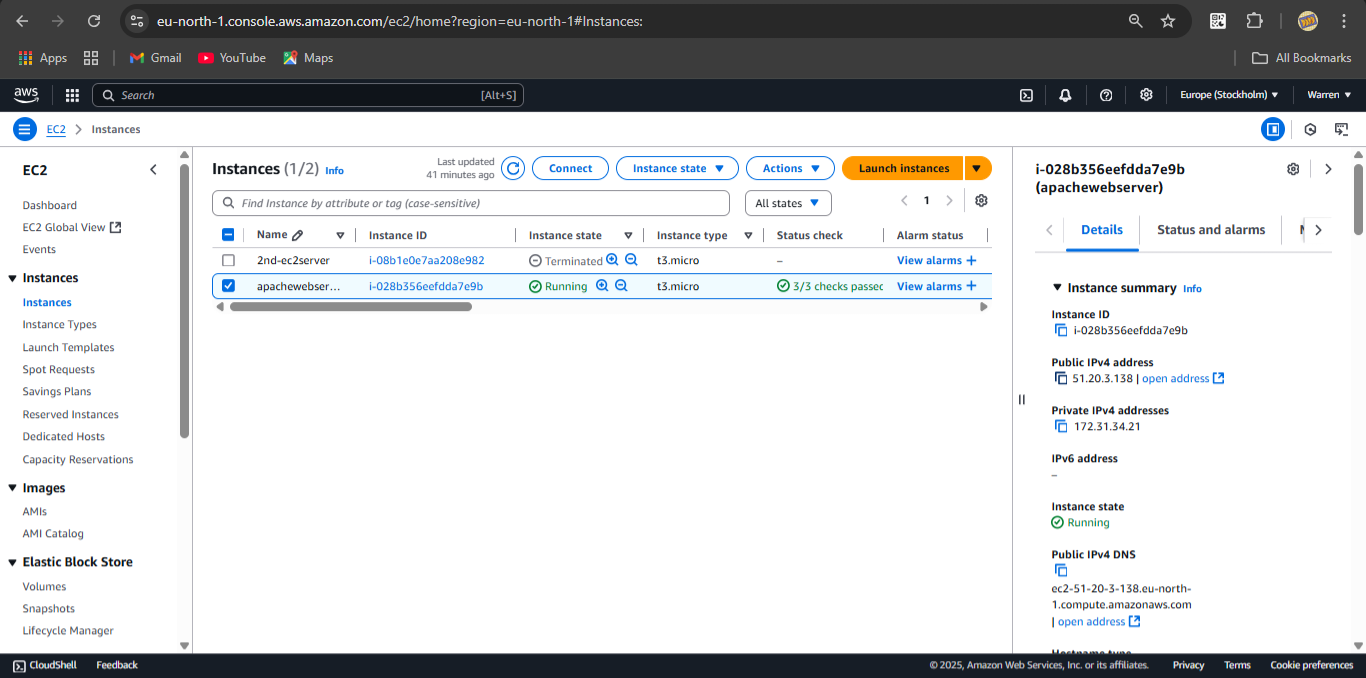 eu-north-1.console.aws.amazon.com/ec2/home?region=eu-north-1#Instances:
Apps
Gmail
YouTube
Maps
All Bookmarks
aws
Search
[Alt+S]
Europe (Stockholm)
Warren
EC2
Instances
EC2
Dashboard
EC2 Global View
Events
Instances
Instances
Instance Types
Launch Templates
Spot Requests
Savings Plans
Reserved Instances
Dedicated Hosts
Capacity Reservations
Images
AMIs
AMI Catalog
Elastic Block Store
Volumes
Snapshots
Lifecycle Manager
Instances (1/2) Info
Last updated
41 minutes ago
Connect
Instance state
Actions
Launch instances
Find Instance by attribute or tag (case-sensitive)
All states
1
Name
Instance ID
Instance state
Instance type
Status check
Alarm status
2nd-ec2server
i-08b1e0e7aa208e982
Terminated
t3.micro
–
View alarms +
apachewebser...
i-028b356eefdda7e9b
Running
t3.micro
3/3 checks passed
View alarms +
i-028b356eefdda7e9b
(apachewebserver)
Details
Status and alarms
Instance summary Info
Instance ID
i-028b356eefdda7e9b
Public IPv4 address
51.20.3.138 | open address
Private IPv4 addresses
172.31.34.21
IPv6 address
–
Instance state
Running
Public IPv4 DNS
ec2-51-20-3-138.eu-north-
1.compute.amazonaws.com
| open address
Hostname type
CloudShell
Feedback
© 2025, Amazon Web Services, Inc. or its affiliates.
Privacy
Terms
Cookie preferences